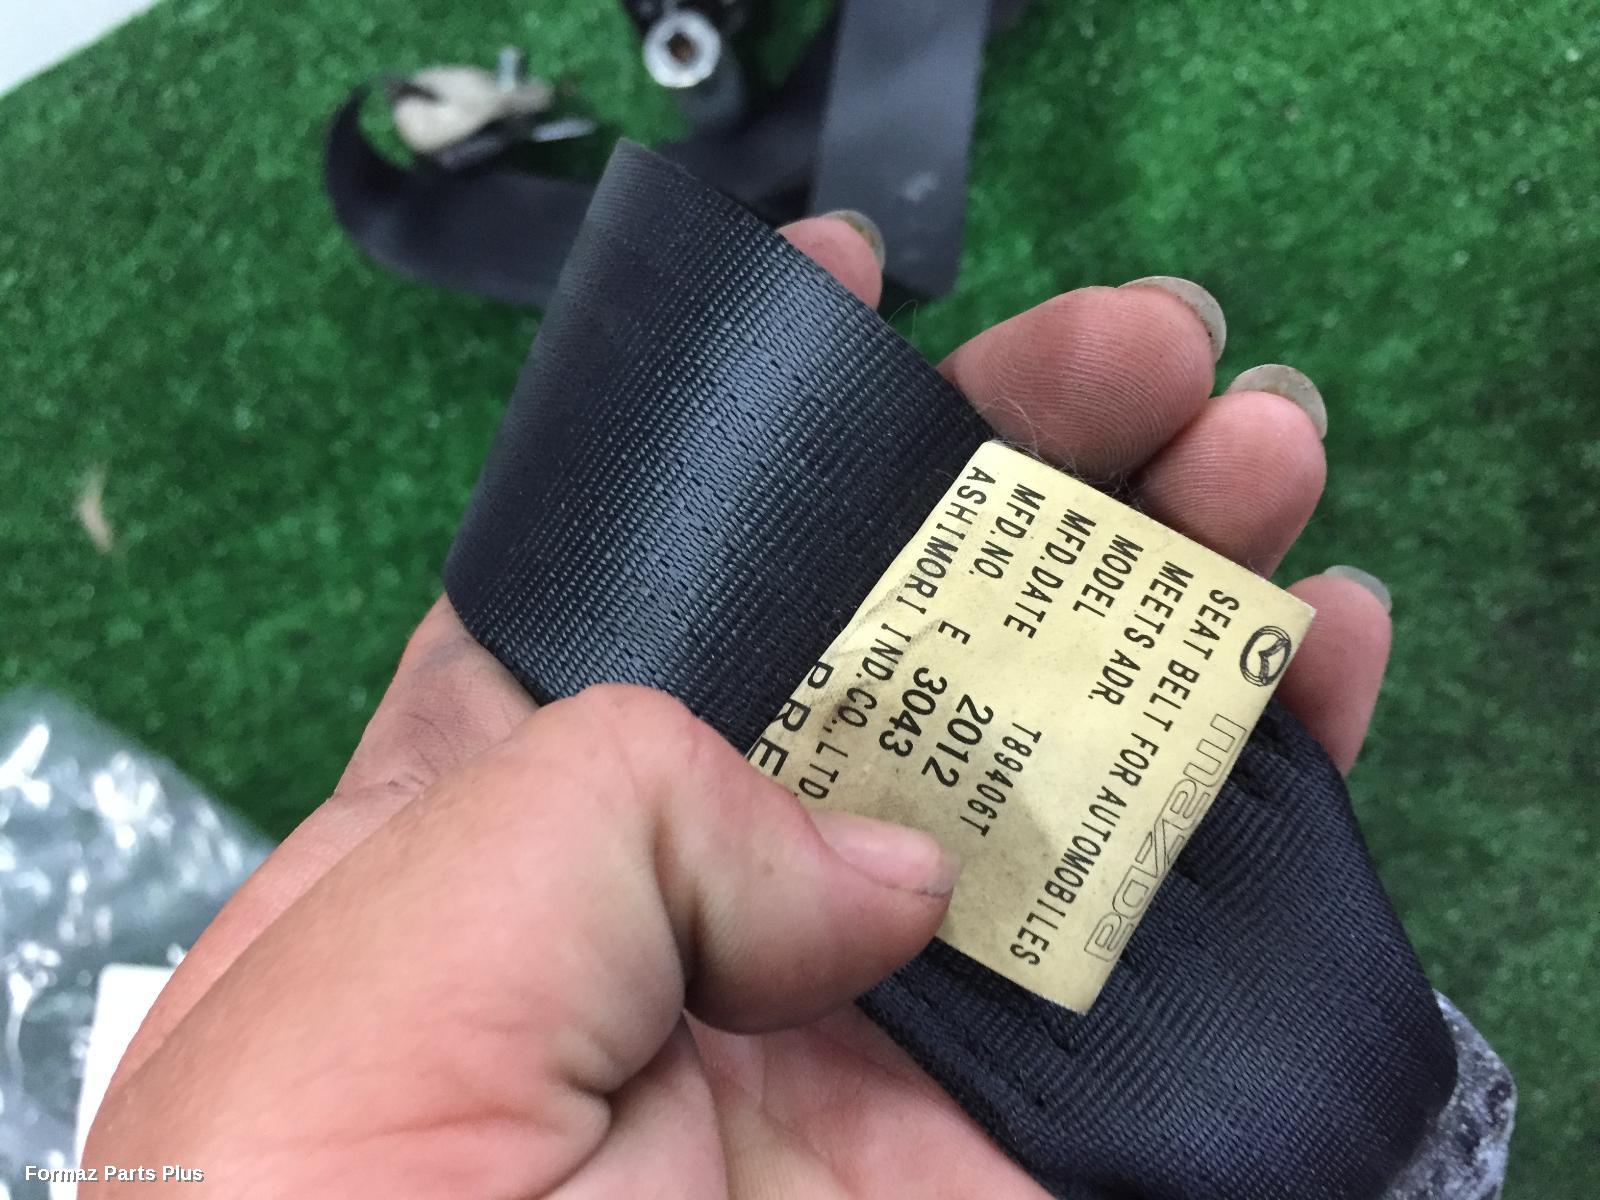 mazda
SEAT BELT FOR AUTOMOBILES
MEETS ADR.
MODEL T89406T
MFD.DATE 2012
MFD.NO. E 3043
ASHIMORI IND.CO.,LTD.
PRE
Formaz Parts Plus